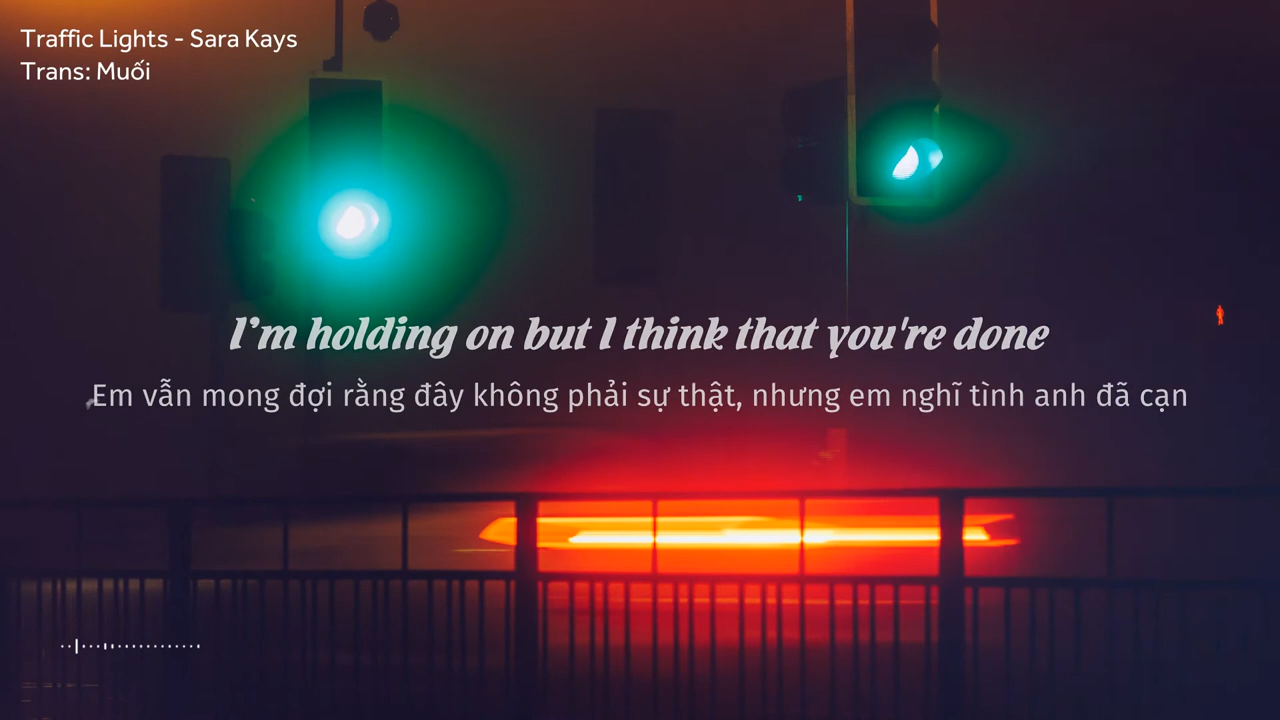 Traffic Lights - Sara Kays
Trans: Muối
I'm holding on but I think that you're done
Em vẫn mong đợi rằng đây không phải sự thật, nhưng em nghĩ tình anh đã cạn